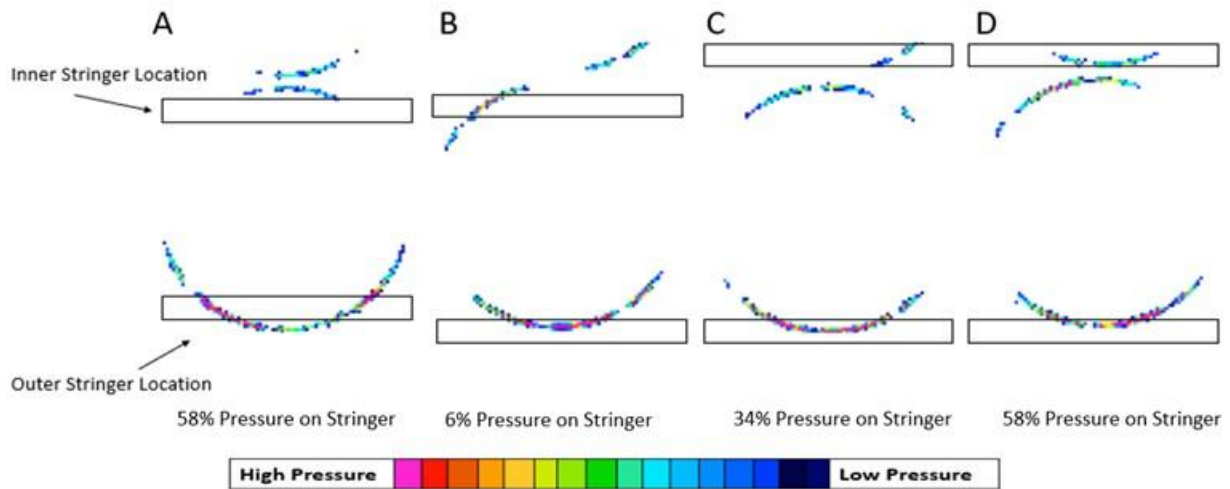 A B C D
Inner Stringer Location
Outer Stringer Location
58% Pressure on Stringer 6% Pressure on Stringer 34% Pressure on Stringer 58% Pressure on Stringer
High Pressure Low Pressure